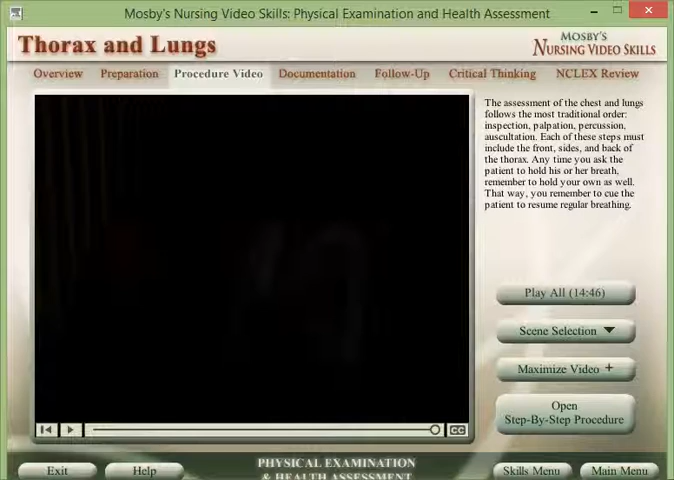 Mosby's Nursing Video Skills: Physical Examination and Health Assessment
Thorax and Lungs
MOSBY'S
NURSING VIDEO SKILLS
Overview Preparation Procedure Video Documentation Follow-Up Critical Thinking NCLEX Review
The assessment of the chest and lungs
follows the most traditional order:
inspection, palpation, percussion,
auscultation. Each of these steps must
include the front, sides, and back of
the thorax. Any time you ask the
patient to hold his or her breath,
remember to hold your own as well.
That way, you remember to cue the
patient to resume regular breathing.
Play All (14:46)
Scene Selection
Maximize Video +
Open
Step-By-Step Procedure
CC
Exit Help
PHYSICAL EXAMINATION
& HEALTH ASSESSMENT
Skills Menu Main Menu